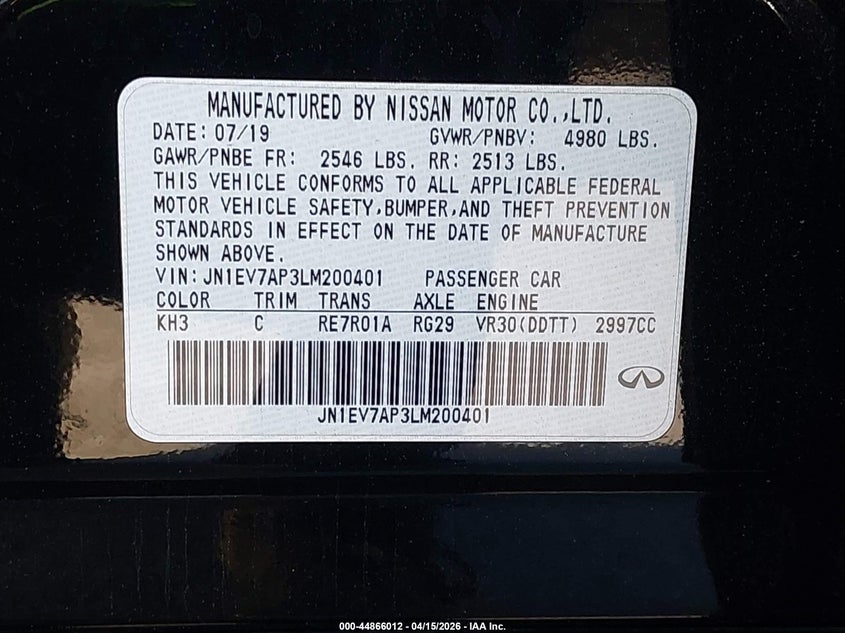 MANUFACTURED BY NISSAN MOTOR CO.,LTD.
DATE: 07/19 GVWR/PNBV: 4980 LBS.
GAWR/PNBE FR: 2546 LBS. RR: 2513 LBS.
THIS VEHICLE CONFORMS TO ALL APPLICABLE FEDERAL
MOTOR VEHICLE SAFETY,BUMPER,AND THEFT PREVENTION
STANDARDS IN EFFECT ON THE DATE OF MANUFACTURE
SHOWN ABOVE.
VIN: JN1EV7AP3LM200401 PASSENGER CAR
COLOR TRIM TRANS AXLE ENGINE
KH3 C RE7R01A RG29 VR30(DDTT) 2997CC
JN1EV7AP3LM200401
000-44866012 - 04/15/2026 - IAA Inc.